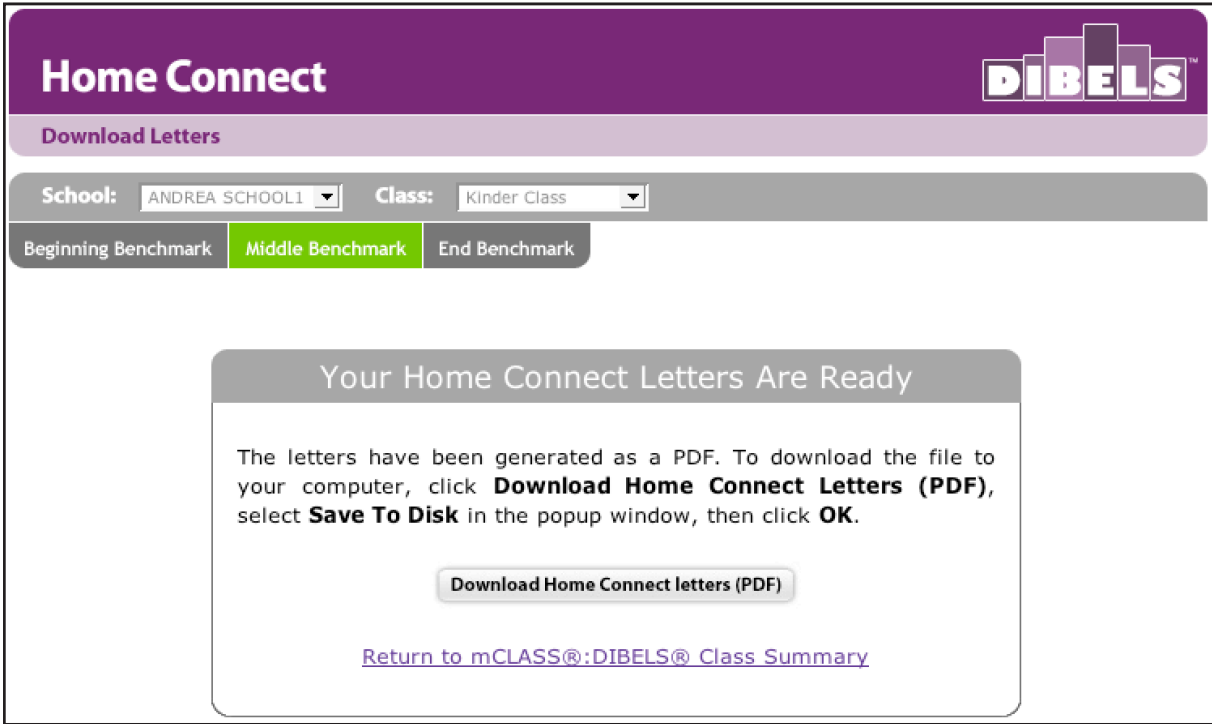 Home Connect
DIBELS™
Download Letters
School: ANDREA SCHOOL1 Class: Kinder Class
Beginning Benchmark Middle Benchmark End Benchmark
Your Home Connect Letters Are Ready
The letters have been generated as a PDF. To download the file to
your computer, click Download Home Connect Letters (PDF),
select Save To Disk in the popup window, then click OK.
Download Home Connect letters (PDF)
Return to mCLASS®:DIBELS® Class Summary